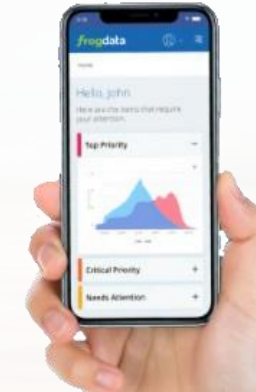 frogdata
Home
Hello, John
Here are the items that require
your attention.
Top Priority
Critical Priority
Needs Attention